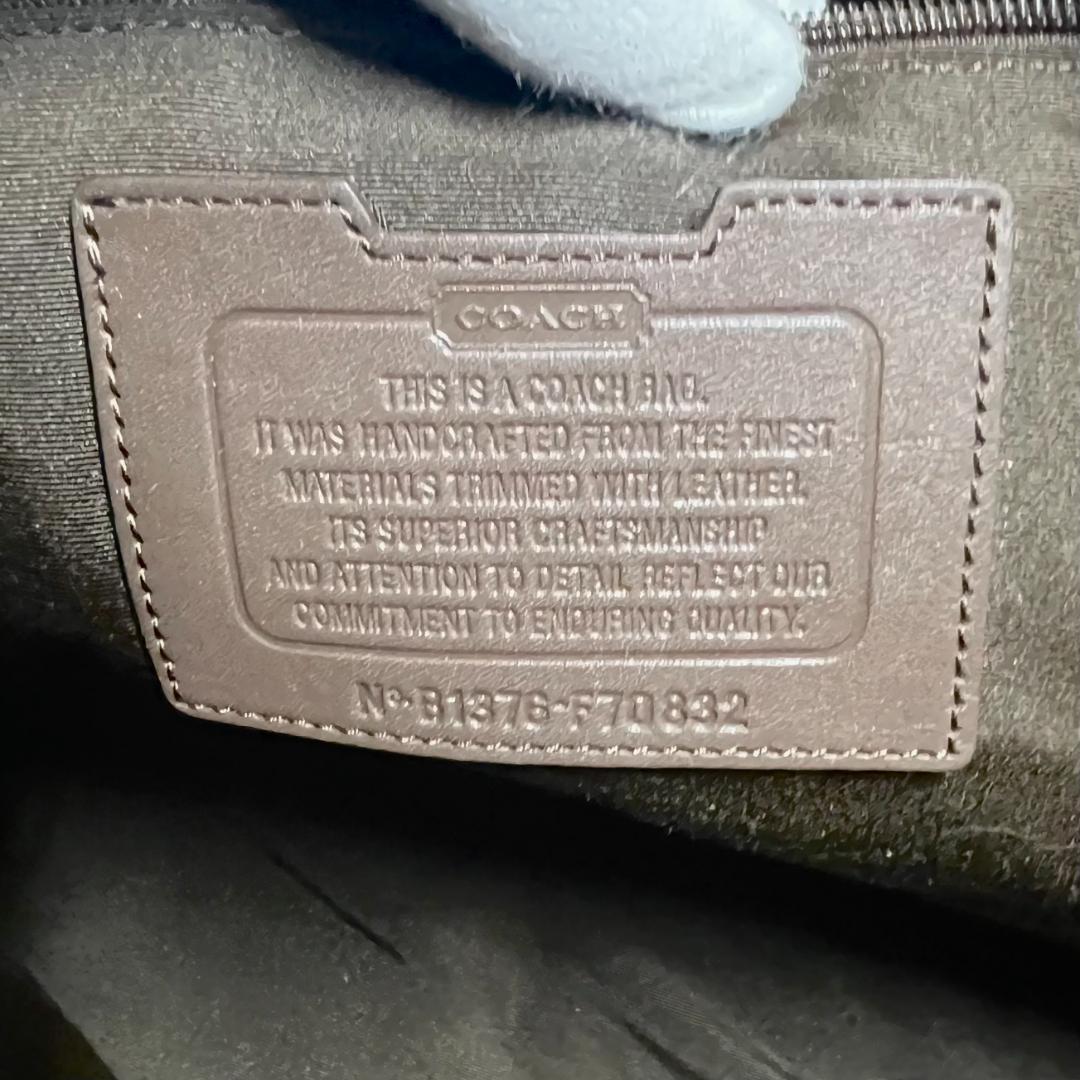 COACH
THIS IS A COACH BAG.
IT WAS HANDCRAFTED FROM THE FINEST
MATERIALS TRIMMED WITH LEATHER.
ITS SUPERIOR CRAFTSMANSHIP
AND ATTENTION TO DETAIL REFLECT OUR
COMMITMENT TO ENDURING QUALITY.
No B1376-F70832